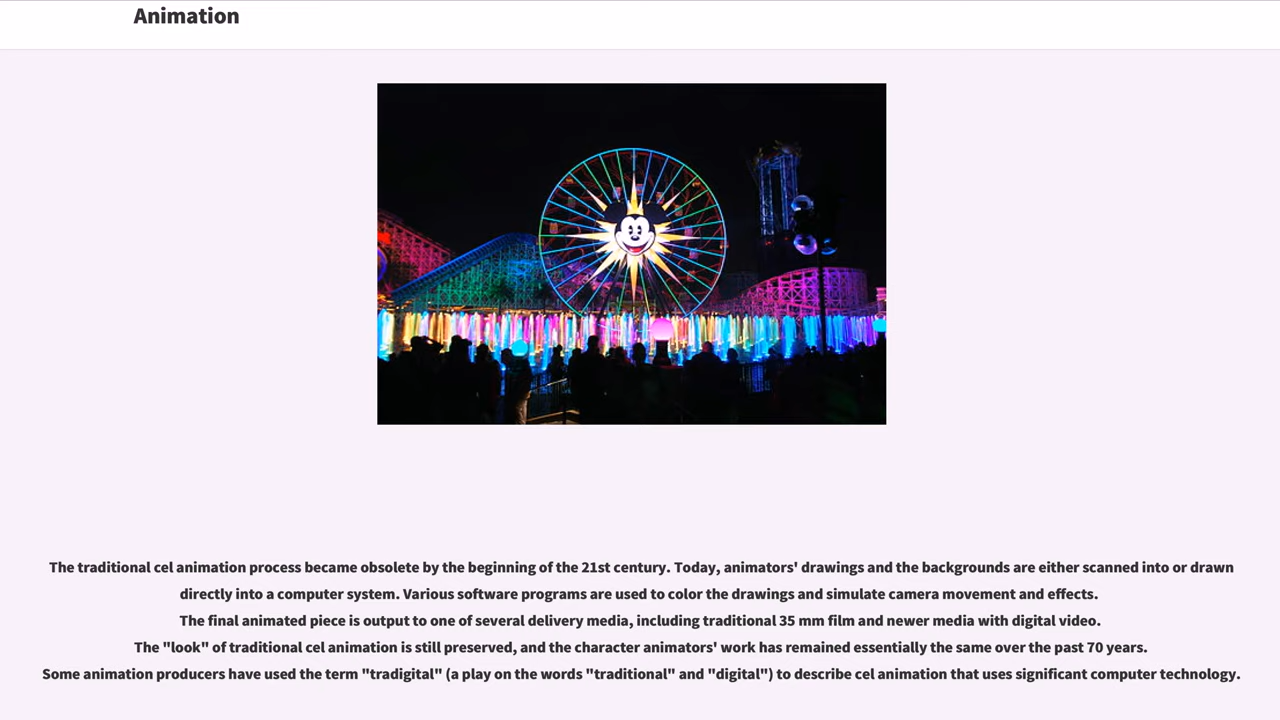 Animation
The traditional cel animation process became obsolete by the beginning of the 21st century. Today, animators' drawings and the backgrounds are either scanned into or drawn
directly into a computer system. Various software programs are used to color the drawings and simulate camera movement and effects.
The final animated piece is output to one of several delivery media, including traditional 35 mm film and newer media with digital video.
The "look" of traditional cel animation is still preserved, and the character animators' work has remained essentially the same over the past 70 years.
Some animation producers have used the term "tradigital" (a play on the words "traditional" and "digital") to describe cel animation that uses significant computer technology.